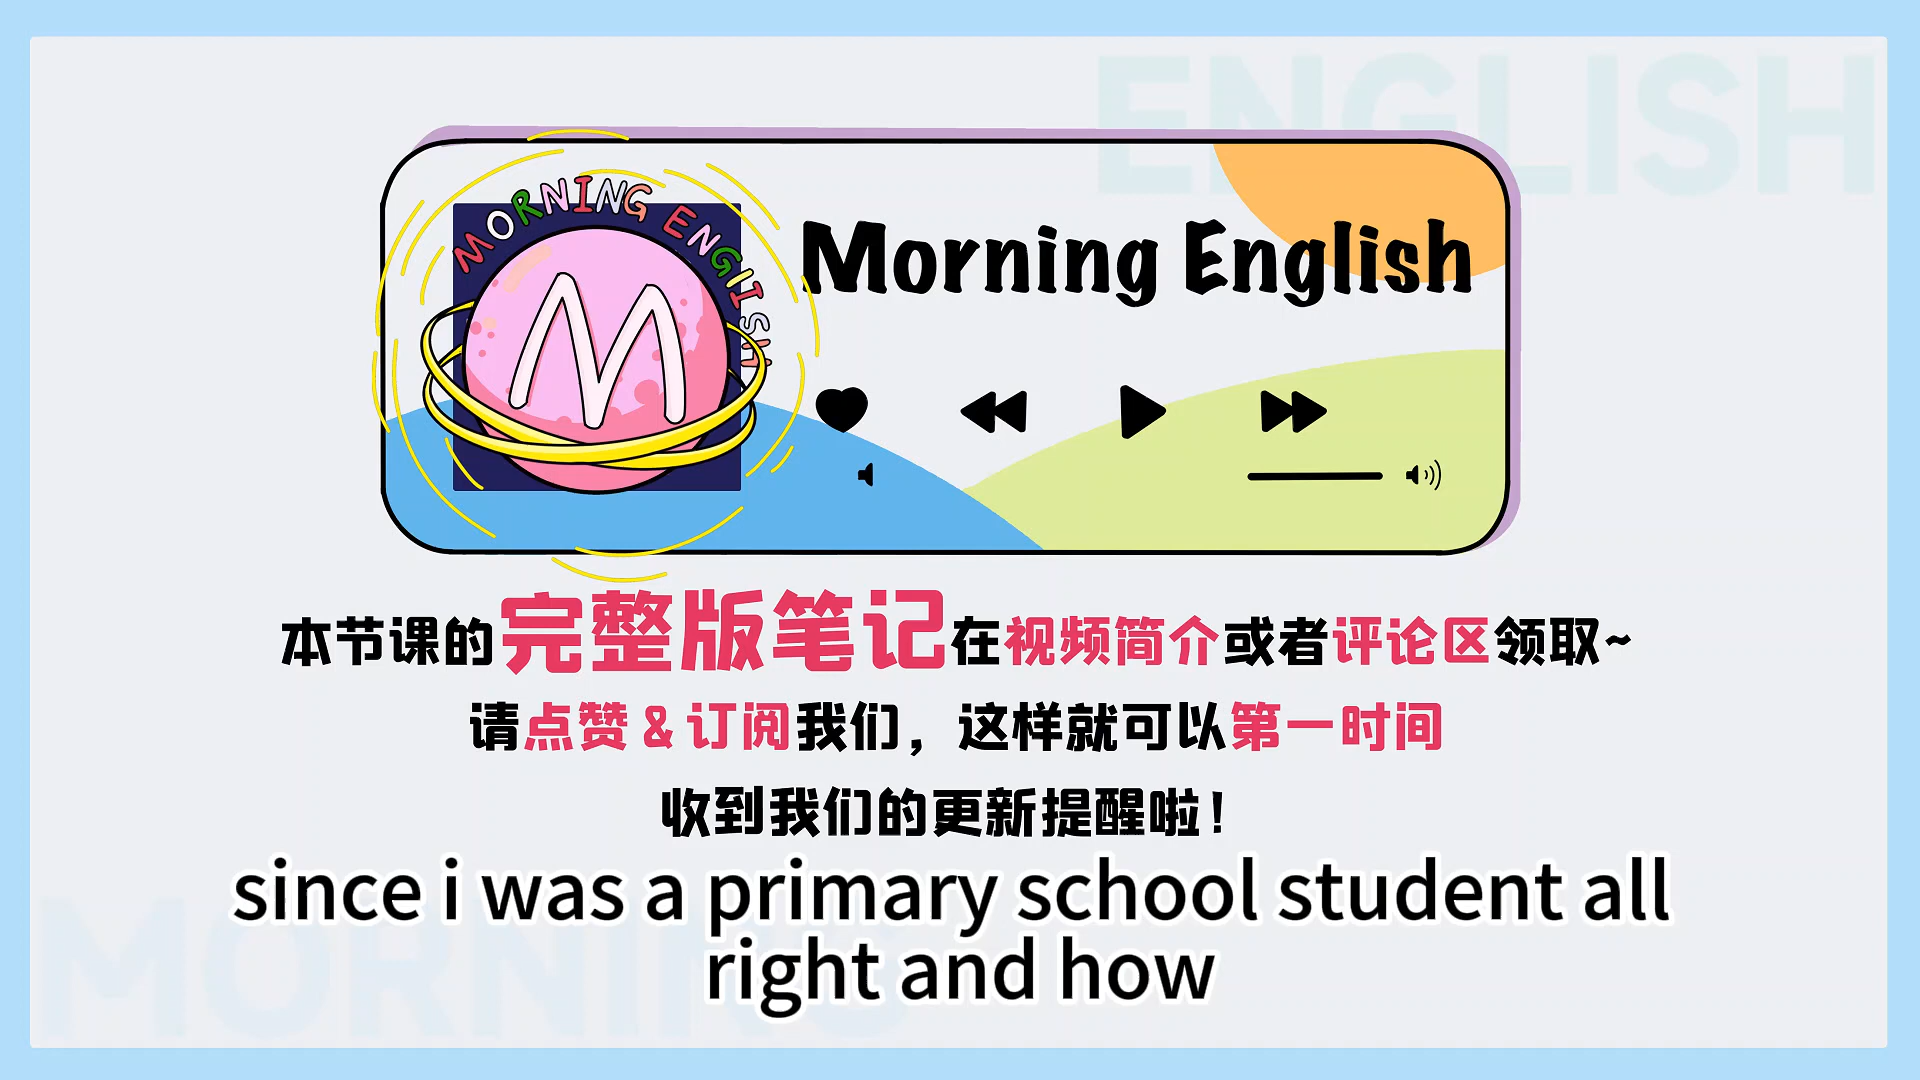 ENGLISH
MORNING ENGLISH
M
Morning English
本节课的完整版笔记在视频简介或者评论区领取~
请点赞&订阅我们，这样就可以第一时间
收到我们的更新提醒啦！
since i was a primary school student all
right and how
MORNING